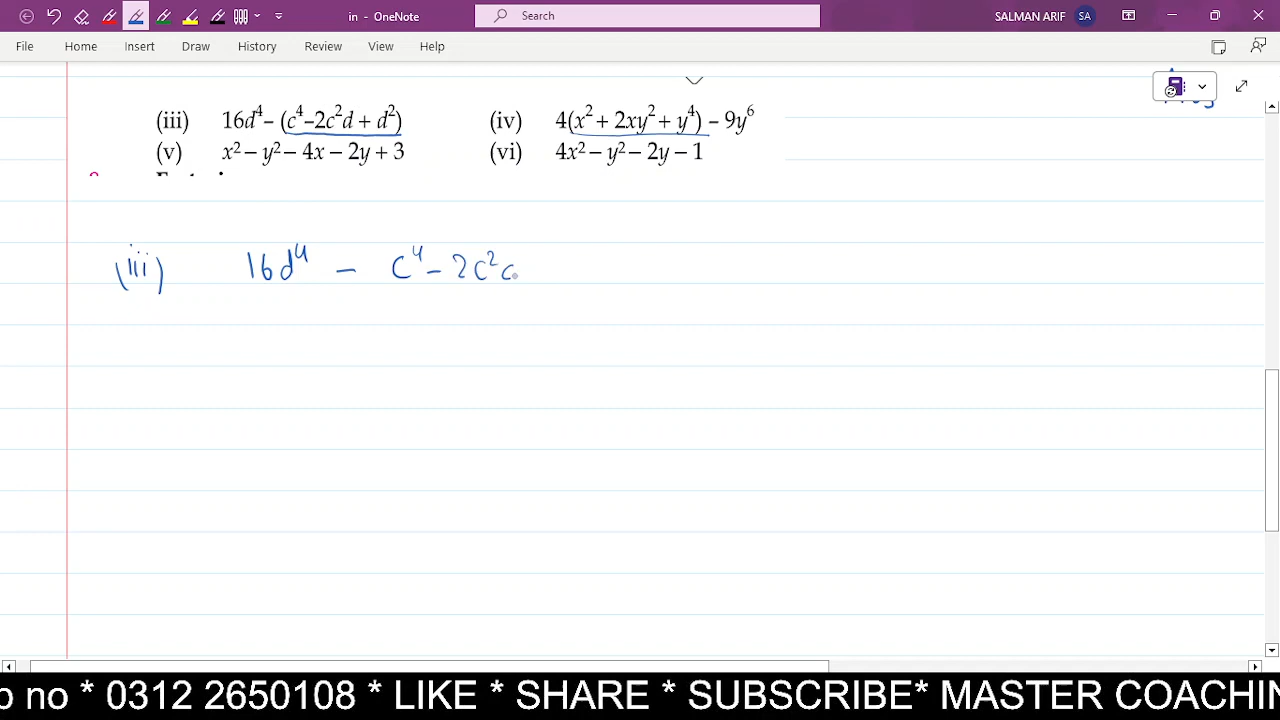 in - OneNote
Search
SALMAN ARIF SA
File Home Insert Draw History Review View Help
(iii) 16d⁴– (c⁴–2c²d + d²) (iv) 4(x² + 2xy² + y⁴) – 9y⁶
(v) x² – y² – 4x – 2y + 3 (vi) 4x² – y² – 2y – 1
(iii) 16d⁴ – c⁴ – 2c²
no * 0312 2650108 * LIKE * SHARE * SUBSCRIBE* MASTER